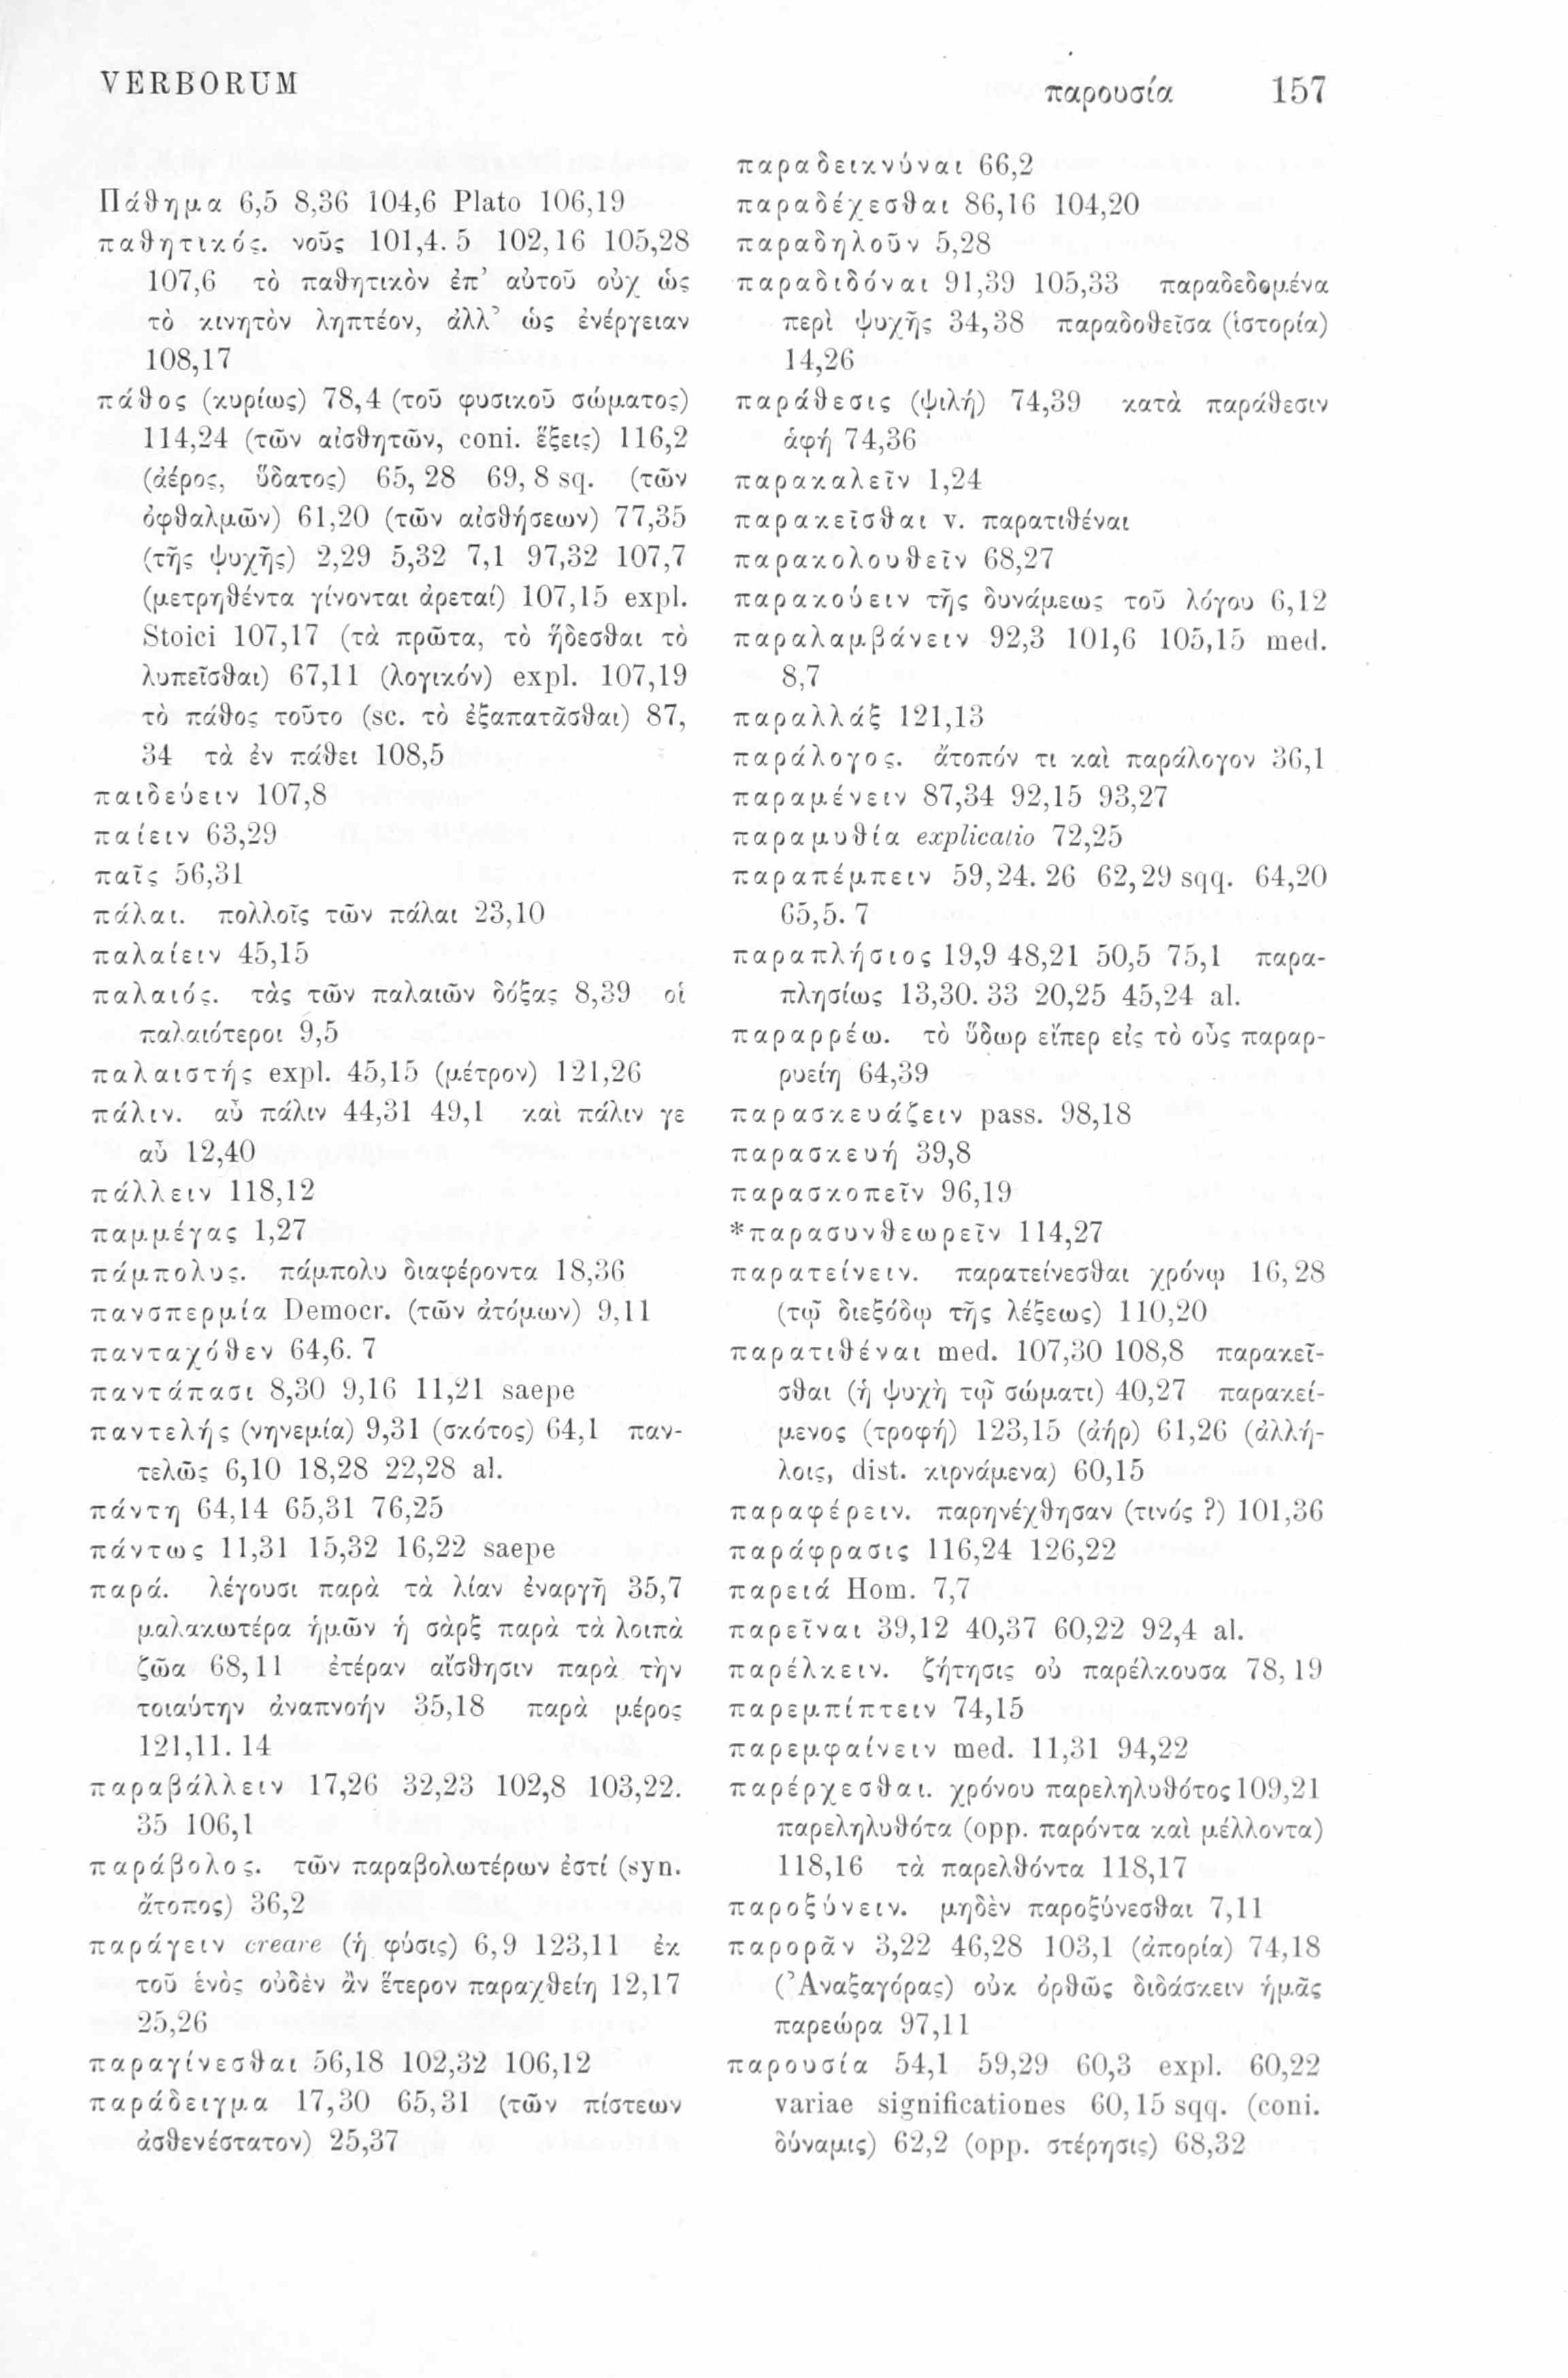 VERBORUM παρουσία 157
Πάθημα 6,5 8,36 104,6 Plato 106,19
παθητικός. νοῦς 101,4. 5 102,16 105,28
107,6 τὸ παθητικὸν ἐπ’ αὐτοῦ οὐχ ὡς
τὸ κινητὸν ληπτέον, ἀλλ’ ὡς ἐνέργειαν
108,17
πάθος (κυρίως) 78,4 (τοῦ φυσικοῦ σώματος)
114,24 (τῶν αἰσθητῶν, coni. ἕξεις) 116,2
(ἀέρος, ὕδατος) 65, 28 69, 8 sq. (τῶν
ὀφθαλμῶν) 61,20 (τῶν αἰσθήσεων) 77,35
(τῆς ψυχῆς) 2,29 5,32 7,1 97,32 107,7
(μετρηθέντα γίνονται ἀρεταί) 107,15 expl.
Stoici 107,17 (τὰ πρῶτα, τὸ ἥδεσθαι τὸ
λυπεῖσθαι) 67,11 (λογικόν) expl. 107,19
τὸ πάθος τοῦτο (sc. τὸ ἐξαπατᾶσθαι) 87,
34 τὰ ἐν πάθει 108,5
παιδεύειν 107,8
παίειν 63,29
παῖς 56,31
πάλαι. πολλοῖς τῶν πάλαι 23,10
παλαίειν 45,15
παλαιός. τὰς τῶν παλαιῶν δόξας 8,39 οἱ
παλαιότεροι 9,5
παλαιστής expl. 45,15 (μέτρον) 121,26
πάλιν. αὖ πάλιν 44,31 49,1 καὶ πάλιν γε
αὖ 12,40
πάλλειν 118,12
παμμέγας 1,27
πάμπολυς. πάμπολυ διαφέροντα 18,36
πανσπερμία Democr. (τῶν ἀτόμων) 9,11
πανταχόθεν 64,6. 7
παντάπασι 8,30 9,16 11,21 saepe
παντελής (νηνεμία) 9,31 (σκότος) 64,1 παν-
τελῶς 6,10 18,28 22,28 al.
πάντη 64,14 65,31 76,25
πάντως 11,31 15,32 16,22 saepe
παρά. λέγουσι παρὰ τὰ λίαν ἐναργῆ 35,7
μαλακωτέρα ἡμῶν ἡ σὰρξ παρὰ τὰ λοιπὰ
ζῶα 68,11 ἑτέραν αἴσθησιν παρὰ τὴν
τοιαύτην ἀναπνοήν 35,18 παρὰ μέρος
121,11. 14
παραβάλλειν 17,26 32,23 102,8 103,22.
35 106,1
παράβολος. τῶν παραβολωτέρων ἐστί (syn.
ἄτοπος) 36,2
παράγειν creare (ἡ φύσις) 6,9 123,11 ἐκ
τοῦ ἑνὸς οὐδὲν ἂν ἕτερον παραχθείη 12,17
25,26
παραγίνεσθαι 56,18 102,32 106,12
παράδειγμα 17,30 65,31 (τῶν πίστεων
ἀσθενέστατον) 25,37
παραδεικνύναι 66,2
παραδέχεσθαι 86,16 104,20
παραδηλοῦν 5,28
παραδιδόναι 91,39 105,33 παραδεδομένα
περὶ ψυχῆς 34,38 παραδοθεῖσα (ἱστορία)
14,26
παράθεσις (ψιλή) 74,39 κατὰ παράθεσιν
ἁφή 74,36
παρακαλεῖν 1,24
παρακεῖσθαι v. παρατιθέναι
παρακολουθεῖν 68,27
παρακούειν τῆς δυνάμεως τοῦ λόγου 6,12
παραλαμβάνειν 92,3 101,6 105,15 med.
8,7
παραλλάξ 121,13
παράλογος. ἄτοπόν τι καὶ παράλογον 36,1
παραμένειν 87,34 92,15 93,27
παραμυθία explicatio 72,25
παραπέμπειν 59,24. 26 62,29 sqq. 64,20
65,5. 7
παραπλήσιος 19,9 48,21 50,5 75,1 παρα-
πλησίως 13,30. 33 20,25 45,24 al.
παραρρέω. τὸ ὕδωρ εἴπερ εἰς τὸ οὖς παραρ-
ρυείη 64,39
παρασκευάζειν pass. 98,18
παρασκευή 39,8
παρασκοπεῖν 96,19
*παρασυνθεωρεῖν 114,27
παρατείνειν. παρατείνεσθαι χρόνῳ 16,28
(τῷ διεξόδῳ τῆς λέξεως) 110,20
παρατιθέναι med. 107,30 108,8 παρακεῖ-
σθαι (ἡ ψυχὴ τῷ σώματι) 40,27 παρακεί-
μενος (τροφή) 123,15 (ἀήρ) 61,26 (ἀλλή-
λοις, dist. κιρνάμενα) 60,15
παραφέρειν. παρηνέχθησαν (τινός ?) 101,36
παράφρασις 116,24 126,22
παρειά Hom. 7,7
παρεῖναι 39,12 40,37 60,22 92,4 al.
παρέλκειν. ζήτησις οὐ παρέλκουσα 78,19
παρεμπίπτειν 74,15
παρεμφαίνειν med. 11,31 94,22
παρέρχεσθαι. χρόνου παρεληλυθότος 109,21
παρεληλυθότα (opp. παρόντα καὶ μέλλοντα)
118,16 τὰ παρελθόντα 118,17
παροξύνειν. μηδὲν παροξύνεσθαι 7,11
παρορᾶν 3,22 46,28 103,1 (ἀπορία) 74,18
(Ἀναξαγόρας) οὐκ ὀρθῶς διδάσκειν ἡμᾶς
παρεώρα 97,11
παρουσία 54,1 59,29 60,3 expl. 60,22
variae significationes 60,15 sqq. (coni.
δύναμις) 62,2 (opp. στέρησις) 68,32